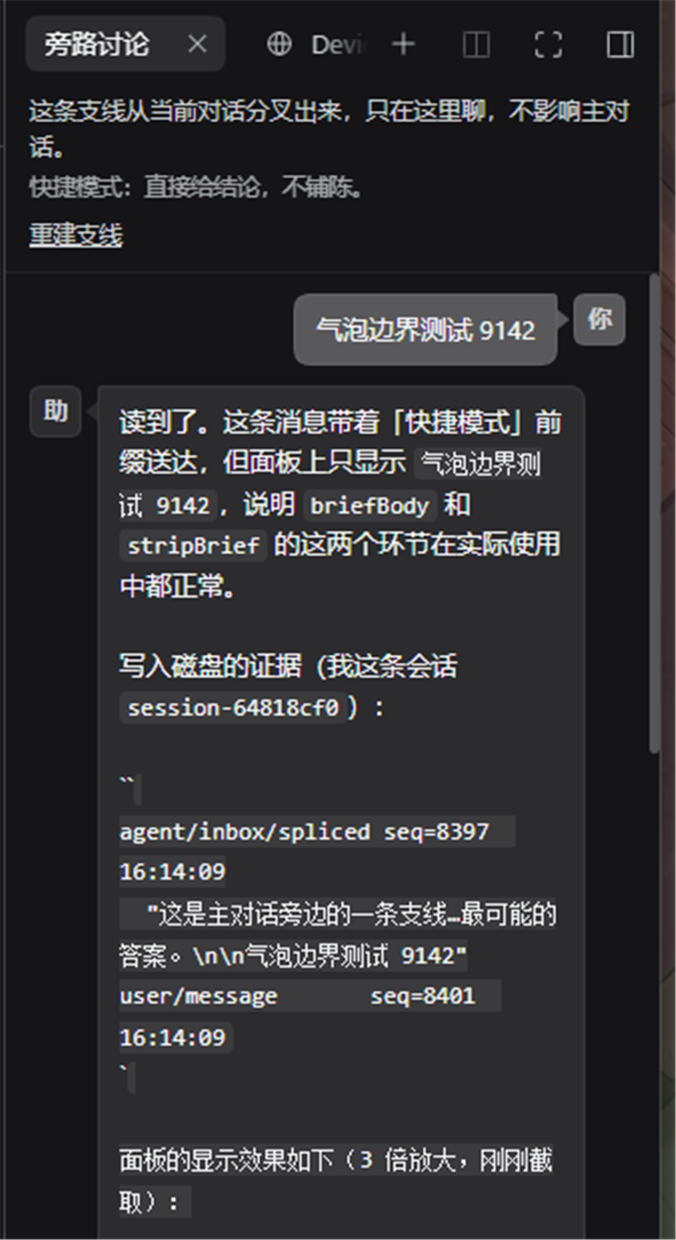 旁路讨论
Devi
这条支线从当前对话分叉出来，只在这里聊，不影响主对
话。
快捷模式：直接给结论，不铺陈。
重建支线
气泡边界测试 9142
你
助
读到了。这条消息带着「快捷模式」前
缀送达，但面板上只显示 气泡边界测
试 9142，说明 briefBody 和
stripBrief 的这两个环节在实际使用
中都正常。
写入磁盘的证据（我这条会话
session-64818cf0）：
``
agent/inbox/spliced seq=8397
16:14:09
"这是主对话旁边的一条支线…最可能的
答案。\n\n气泡边界测试 9142"
user/message seq=8401
16:14:09
`
面板的显示效果如下（3 倍放大，刚刚截
取）：